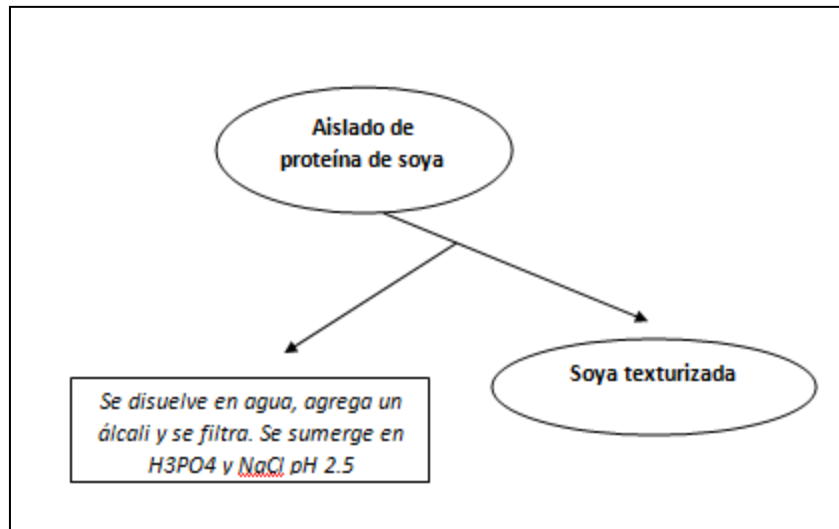 Aislado de
proteína de soya
Soya texturizada
Se disuelve en agua, agrega un
álcali y se filtra. Se sumerge en
H3PO4 y NaCl pH 2.5